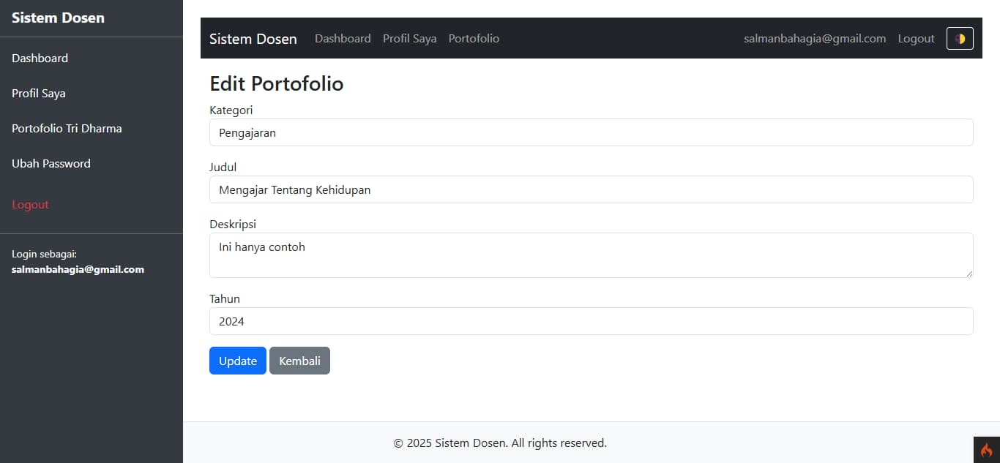 Sistem Dosen
Dashboard
Profil Saya
Portofolio Tri Dharma
Ubah Password
Logout
Login sebagai:
salmanbahagia@gmail.com
Sistem Dosen Dashboard Profil Saya Portofolio salmanbahagia@gmail.com Logout
Edit Portofolio
Kategori
Pengajaran
Judul
Mengajar Tentang Kehidupan
Deskripsi
Ini hanya contoh
Tahun
2024
Update Kembali
© 2025 Sistem Dosen. All rights reserved.